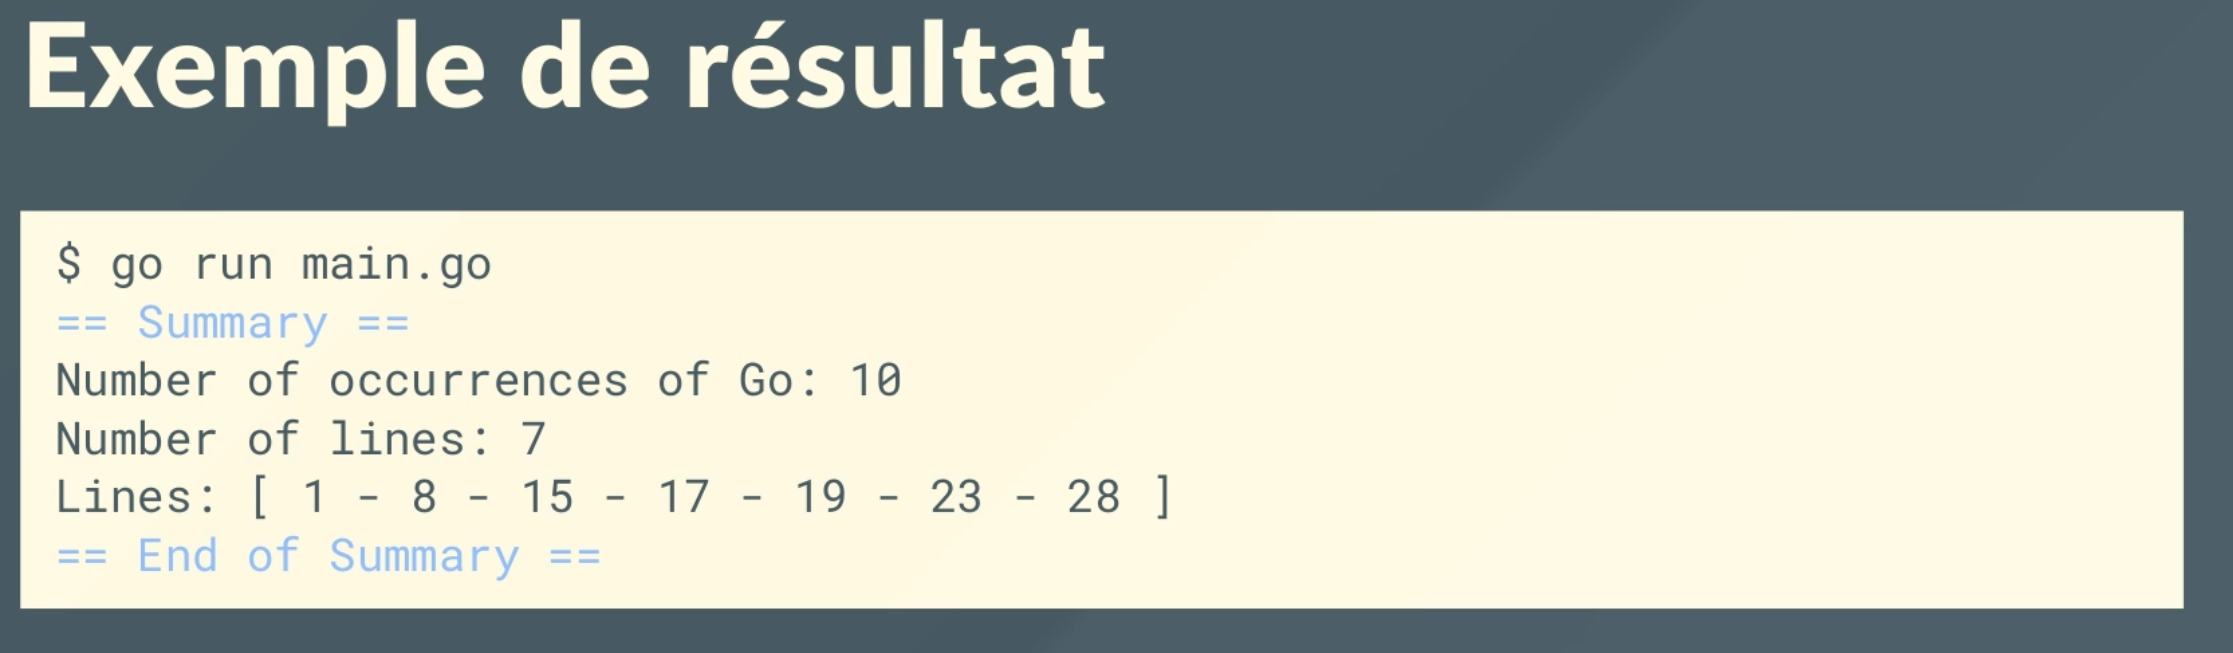 Exemple de résultat
$ go run main.go
== Summary ==
Number of occurrences of Go: 10
Number of lines: 7
Lines: [ 1 - 8 - 15 - 17 - 19 - 23 - 28 ]
== End of Summary ==